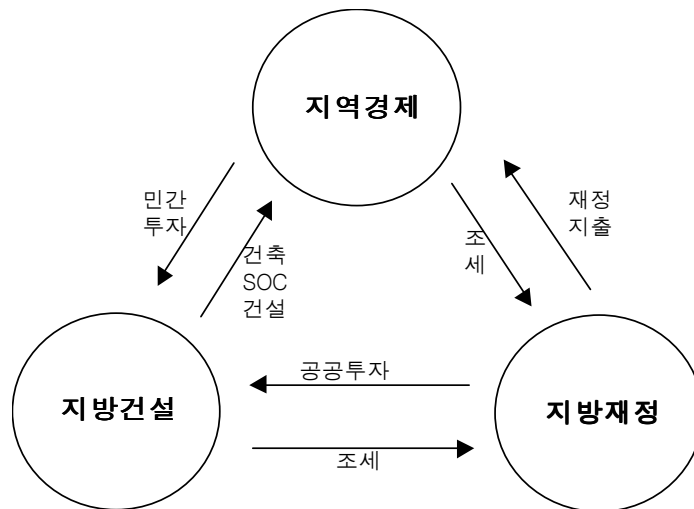 지역경제
민간
투자
재정
지출
조
세
건축
SOC
건설
공공투자
지방건설
지방재정
조세